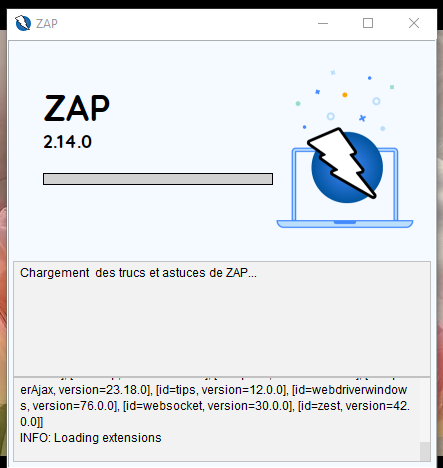 ZAP
ZAP
2.14.0
Chargement des trucs et astuces de ZAP...
erAjax, version=23.18.0], [id=tips, version=12.0.0], [id=webdriverwindow
s, version=76.0.0], [id=websocket, version=30.0.0], [id=zest, version=42.
0.0]]
INFO: Loading extensions